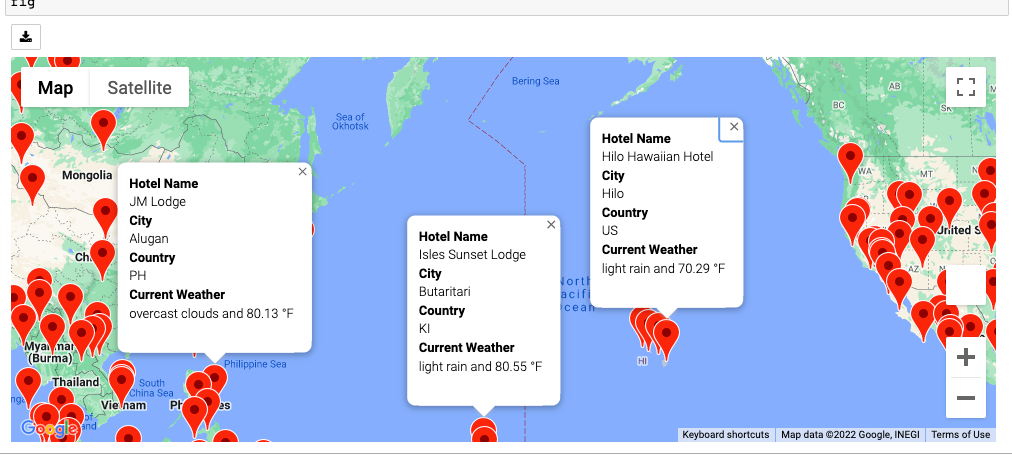 fig
Map
Satellite
Bering Sea
Sea of
Okhotsk
AB
BC
Mongolia
WA
MT
United S
AZ
Hotel Name
JM Lodge
City
Alugan
Country
PH
Current Weather
overcast clouds and 80.13 °F
Hotel Name
Isles Sunset Lodge
City
Butaritari
Country
KI
Current Weather
light rain and 80.55 °F
Hotel Name
Hilo Hawaiian Hotel
City
Hilo
Country
US
Current Weather
light rain and 70.29 °F
HI
Myanmar
(Burma)
Thailand
Vietnam
South
China Sea
Philippine Sea
Google
Keyboard shortcuts
Map data ©2022 Google, INEGI
Terms of Use